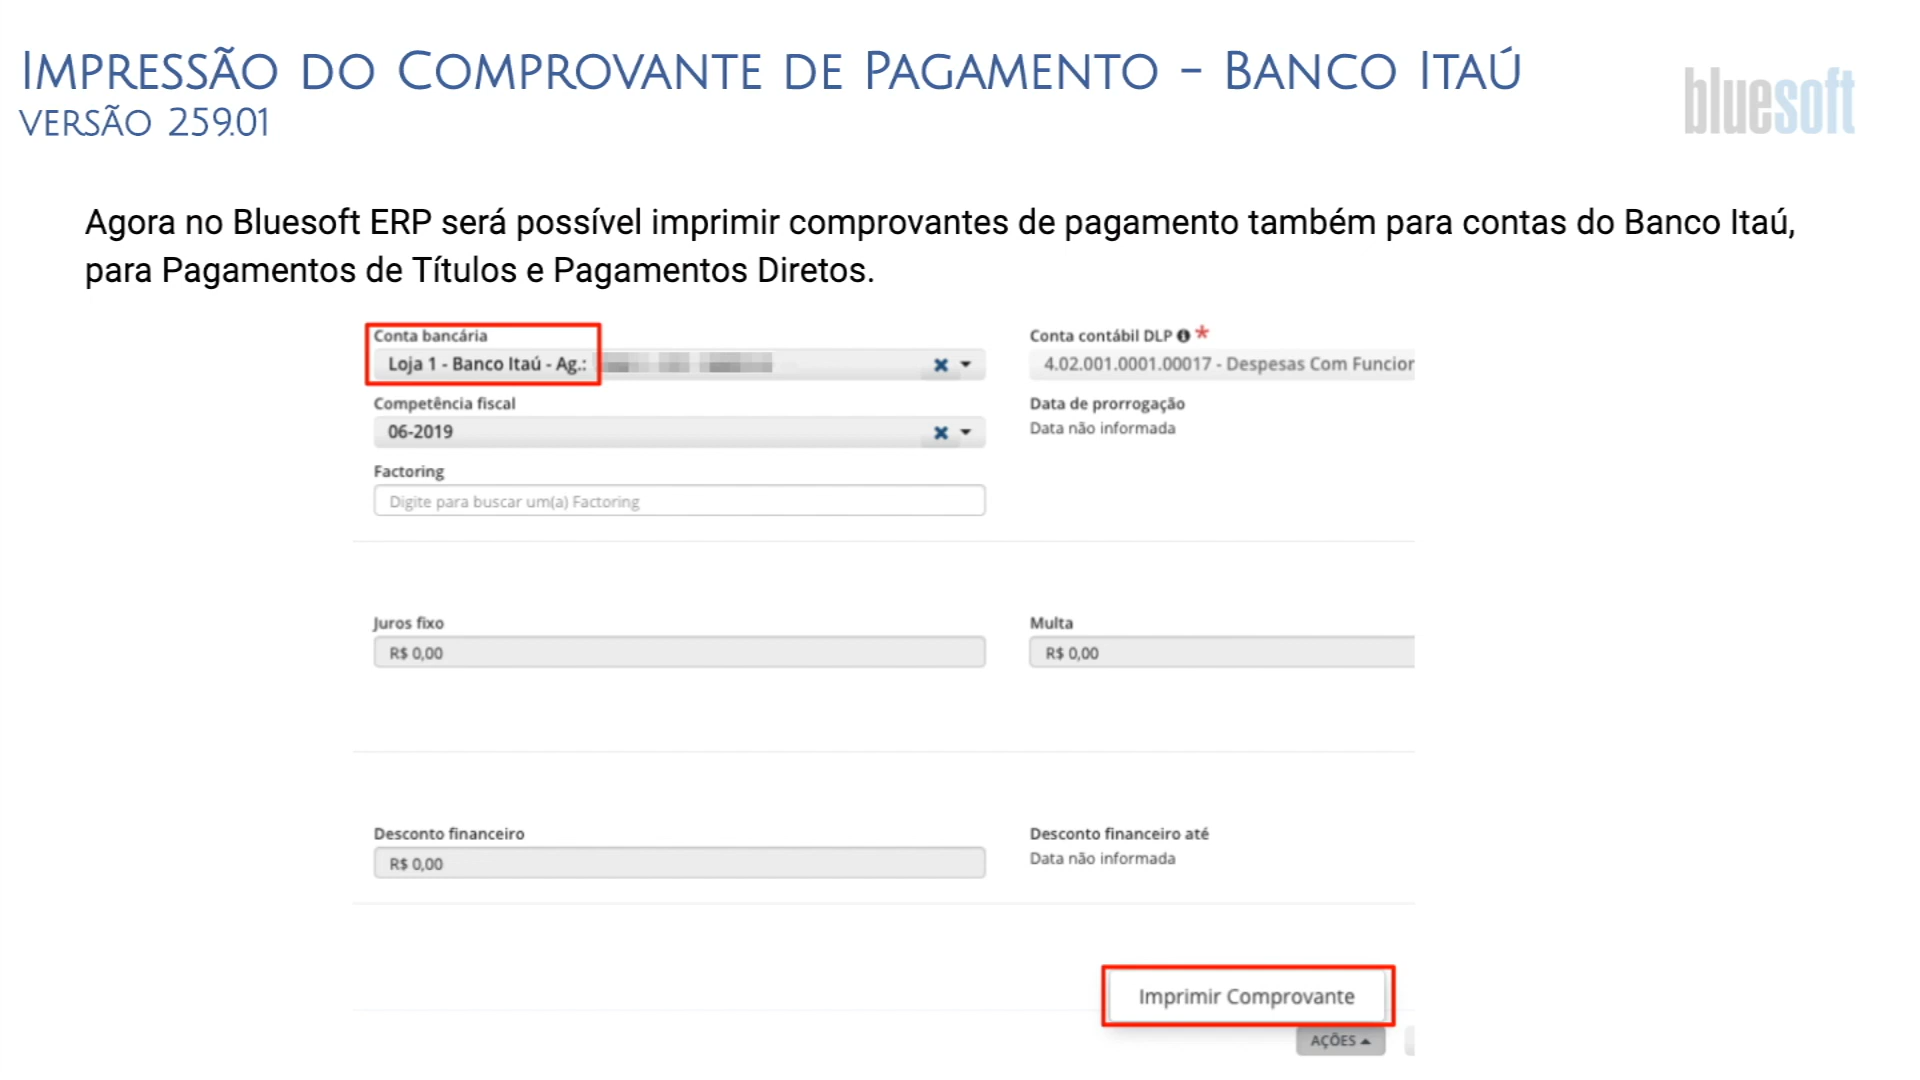 Impressão do Comprovante de Pagamento - Banco Itaú
versão 259.01
bluesoft
Agora no Bluesoft ERP será possível imprimir comprovantes de pagamento também para contas do Banco Itaú,
para Pagamentos de Títulos e Pagamentos Diretos.
Conta bancária
Loja 1 - Banco Itaú - Ag.:
Conta contábil DLP *
4.02.001.0001.00017 - Despesas Com Funcior
Competência fiscal
06-2019
Data de prorrogação
Data não informada
Factoring
Digite para buscar um(a) Factoring
Juros fixo
R$ 0,00
Multa
R$ 0,00
Desconto financeiro
R$ 0,00
Desconto financeiro até
Data não informada
Imprimir Comprovante
AÇÕES